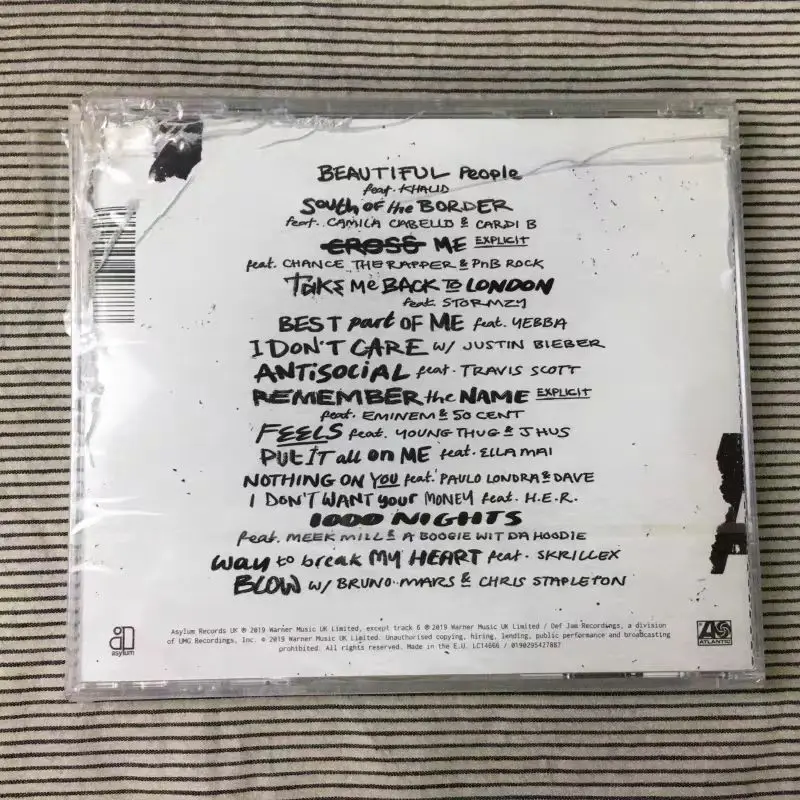 BEAUTIFUL People
feat. KHALID
South of the BORDER
feat. CAMILA CABELLO & CARDI B
CROSS ME EXPLICIT
feat. CHANCE THE RAPPER & PnB ROCK
TAKE Me BACK To LONDON
feat. STORMZY
BEST part OF ME feat. YEBBA
I DON'T CARE w/ JUSTIN BIEBER
ANTiSOCiAL feat. TRAVIS SCOTT
REMEMBER the NAME EXPLICIT
feat. EMINEM & 50 CENT
FEELS feat. YOUNG THUG & J HUS
PUt IT all on ME feat. ELLA MAI
NOTHING ON YOU feat. PAULO LONDRA & DAVE
I DON'T WANT your MONEY feat. H.E.R.
1000 NIGHTS
feat. MEEK MILL & A BOOGIE WIT DA HOODIE
Way to break MY HEART feat. SKRILLEX
BLOW w/ BRUNO MARS & CHRIS STAPLETON
asylum
Asylum Records UK ℗ 2019 Warner Music UK Limited, except track 6 ℗ 2019 Warner Music UK Limited / Def Jam Recordings, a division
of UMG Recordings, Inc. © 2019 Warner Music UK Limited. Unauthorised copying, hiring, lending, public performance and broadcasting
prohibited. All rights reserved. Made in the E.U. LC14666 / 0190295427887
ATLANTIC